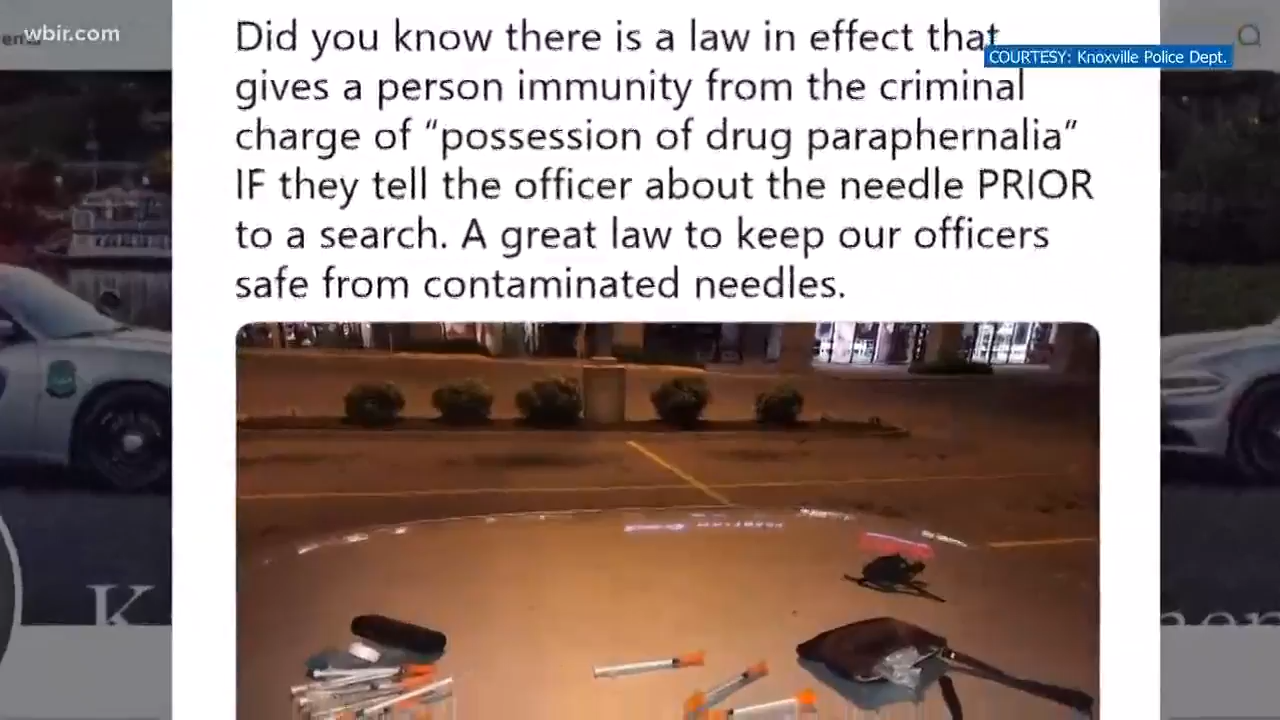 wbir.com
Did you know there is a law in effect that
COURTESY: Knoxville Police Dept.
gives a person immunity from the criminal
charge of “possession of drug paraphernalia”
IF they tell the officer about the needle PRIOR
to a search. A great law to keep our officers
safe from contaminated needles.
K